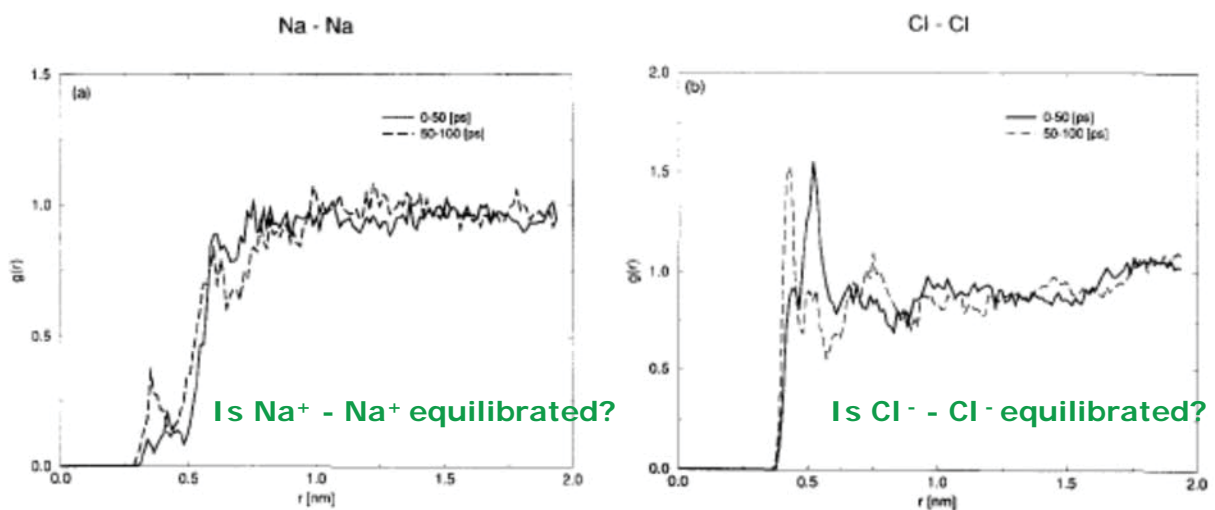 Na - Na
1.5
(a)
0-50 [ps]
50-100 [ps]
1.0
g(r)
0.5
Is Na⁺ - Na⁺ equilibrated?
0.0
0.0 0.5 1.0 1.5 2.0
r [nm]
Cl - Cl
2.0
(b)
0-50 [ps]
50-100 [ps]
1.5
g(r)
1.0
0.5
Is Cl⁻ - Cl⁻ equilibrated?
0.0
0.0 0.5 1.0 1.5 2.0
r [nm]